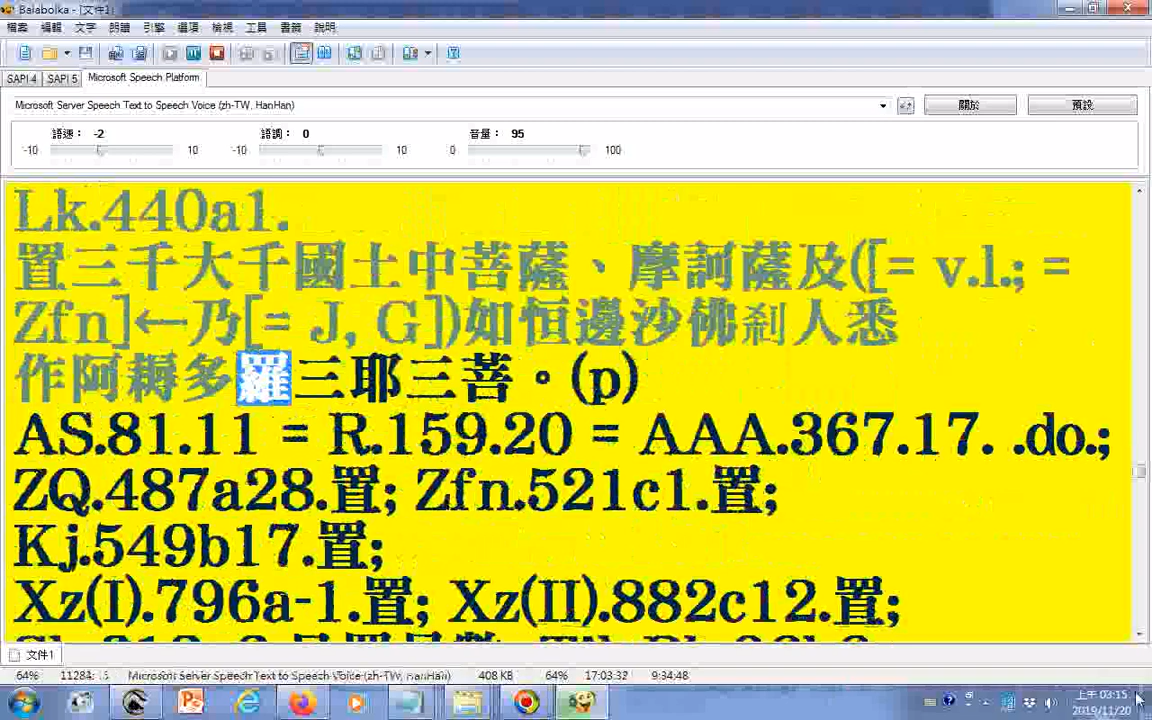 Balabolka - [文件1]
檔案 編輯 文字 朗讀 引擎 選項 檢視 工具 書籤 說明
SAPI 4 SAPI 5 Microsoft Speech Platform
Microsoft Server Speech Text to Speech Voice (zh-TW, HanHan) 關於 預設
語速： -2 語調： 0 音量： 95
-10 10 -10 10 0 100
Lk.440a1.
置三千大千國土中菩薩、摩訶薩及([= v.l.; =
Zfn]←乃[= J, G])如恒邊沙佛剎人悉
作阿耨多羅三耶三菩。(p)
AS.81.11 = R.159.20 = AAA.367.17. .do.;
ZQ.487a28.置; Zfn.521c1.置;
Kj.549b17.置;
Xz(I).796a-1.置; Xz(II).882c12.置;
文件1
64% Microsoft Server Speech Text to Speech Voice (zh-TW, HanHan) 408 KB 64% 17:03:32 9:34:48
上午 03:15
2019/11/20